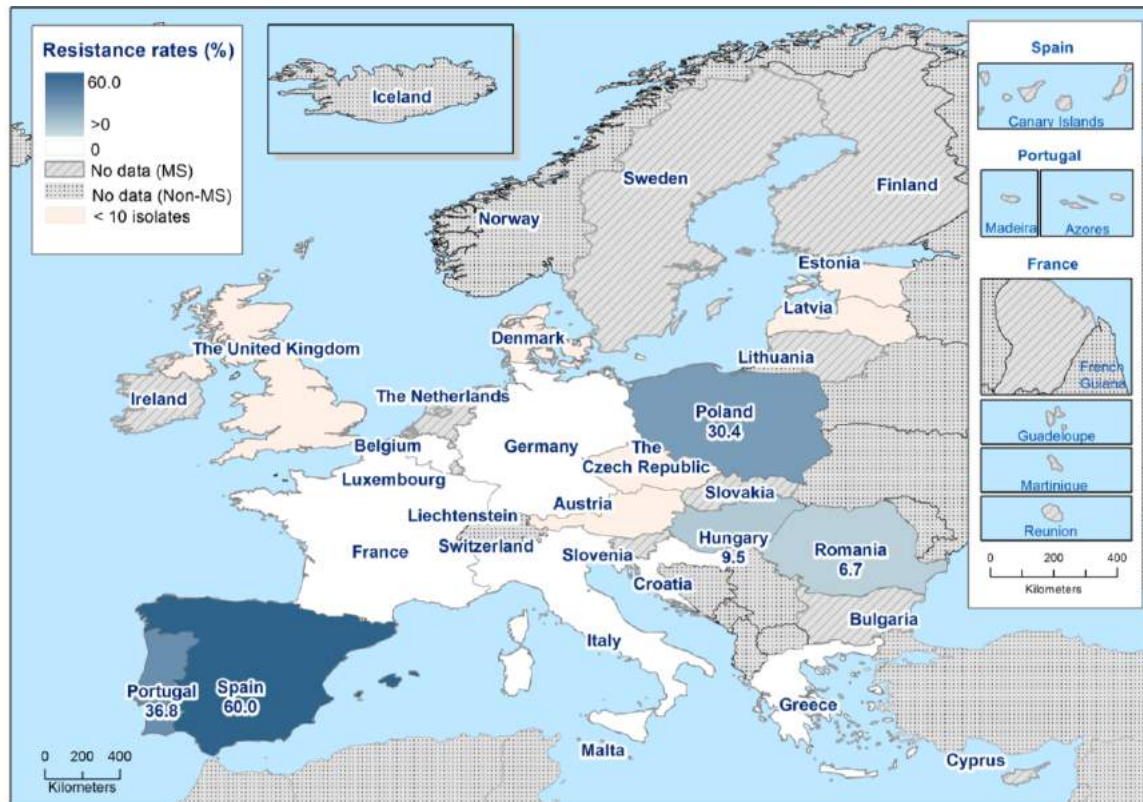 Resistance rates (%)
60.0
>0
0
No data (MS)
No data (Non-MS)
< 10 isolates
Iceland
Sweden
Finland
Norway
Estonia
Latvia
Denmark
The United Kingdom
Lithuania
Ireland
The Netherlands
Poland
30.4
Belgium
Germany
The
Czech Republic
Luxembourg
Slovakia
Austria
Liechtenstein
Hungary
9.5
Romania
6.7
Switzerland
France
Slovenia
Croatia
Bulgaria
Italy
Portugal
36.8
Spain
60.0
Greece
Malta
Cyprus
0 200 400
Kilometers
Spain
Canary Islands
Portugal
Madeira
Azores
France
French
Guiana
Guadeloupe
Martinique
Reunion
0 200 400
Kilometers